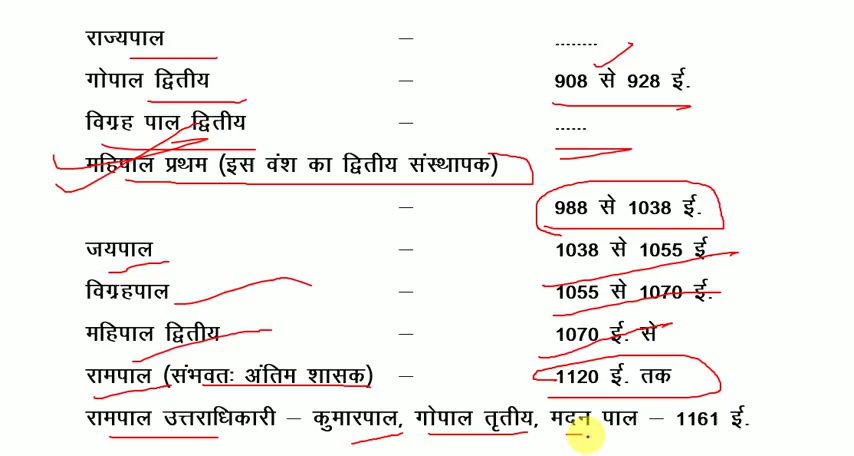 राज्यपाल – ........
गोपाल द्वितीय – 908 से 928 ई.
विग्रह पाल द्वितीय – ......
महिपाल प्रथम (इस वंश का द्वितीय संस्थापक)
– 988 से 1038 ई.
जयपाल – 1038 से 1055 ई
विग्रहपाल – 1055 से 1070 ई.
महिपाल द्वितीय – 1070 ई. से
रामपाल (संभवतः अंतिम शासक) – 1120 ई. तक
रामपाल उत्तराधिकारी – कुमारपाल, गोपाल तृतीय, मदन पाल – 1161 ई.